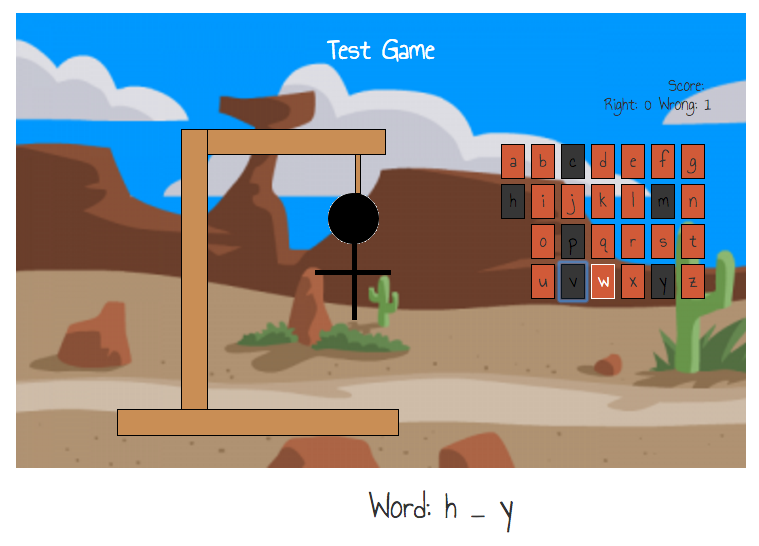 Test Game
Score:
Right: 0 Wrong: 1
a b c d e f g
h i j k l m n
o p q r s t
u v w x y z
Word: h _ y